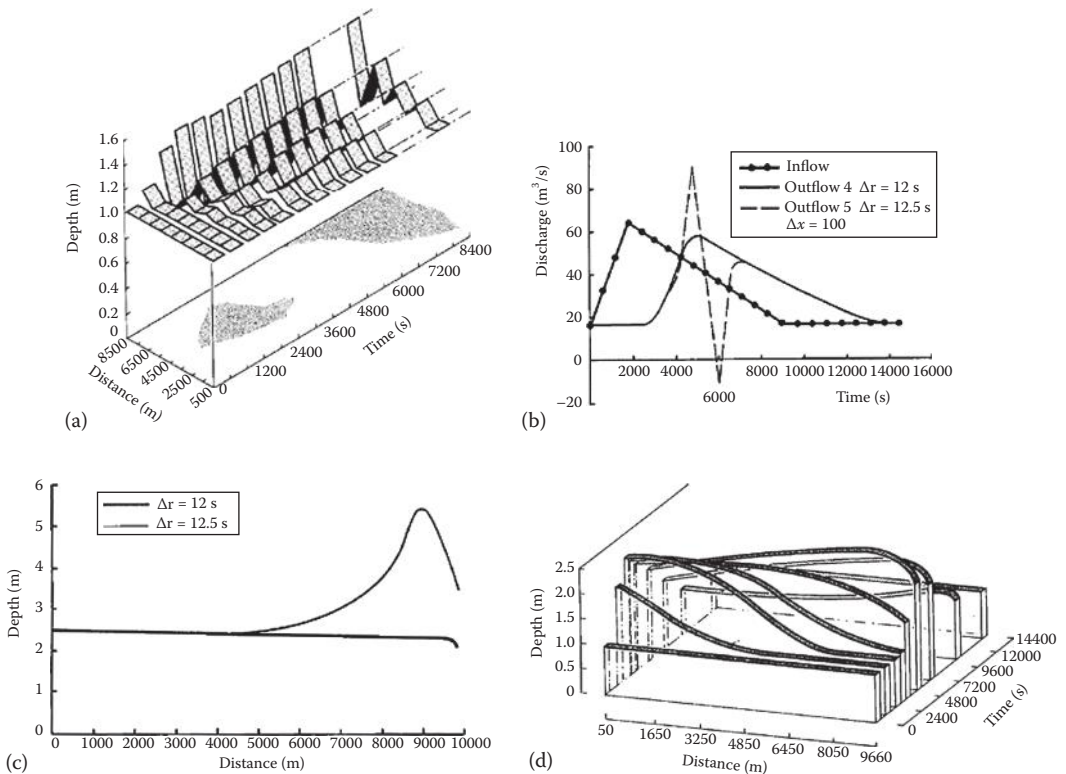 1.6
1.4
1.2
1.0
0.8
0.6
0.4
0.2
0
Depth (m)
8500
6500
4500
2500
500
Distance (m)
0
1200
2400
3600
4800
6000
7200
8400
Time (s)
(a)
100
80
60
40
20
0
−20
Discharge (m³/s)
Inflow
Outflow 4 Δr = 12 s
Outflow 5 Δr = 12.5 s
Δx = 100
2000 4000 8000 10000 12000 14000 16000
6000
Time (s)
(b)
6
5
4
3
2
1
0
Depth (m)
Δr = 12 s
Δr = 12.5 s
0 1000 2000 3000 4000 5000 6000 7000 8000 9000 10000
Distance (m)
(c)
2.5
2.0
1.5
1.0
0.5
0
Depth (m)
50
1650
3250
4850
6450
8050
9660
Distance (m)
0
2400
4800
7200
9600
12000
14400
Time (s)
(d)